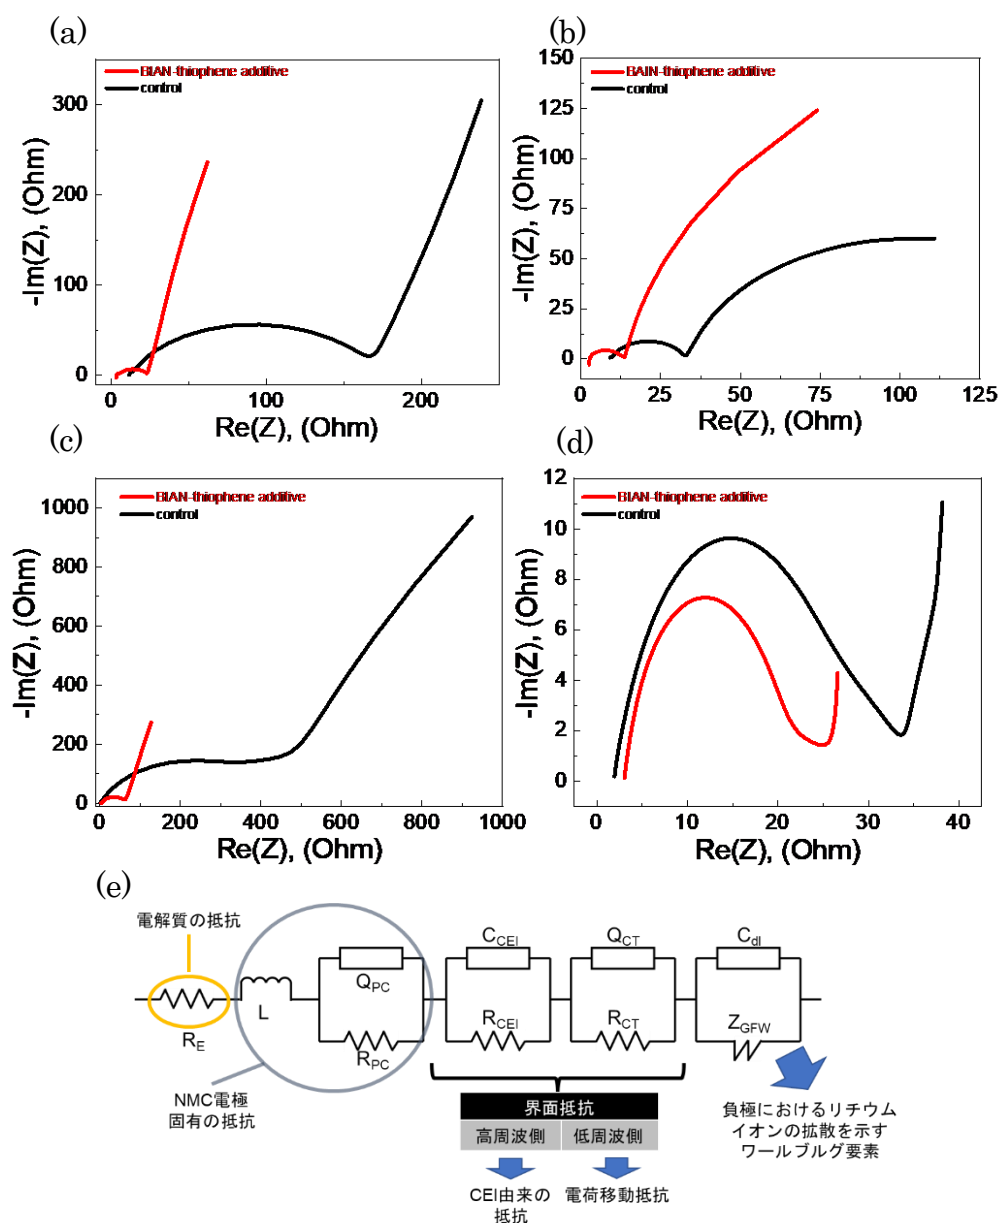 (a)
BIAN-thiophene additive
control
300
200
100
0
0
100
200
-Im(Z), (Ohm)
Re(Z), (Ohm)
(b)
BAIN-thiophene additive
control
150
125
100
75
50
25
0
0
25
50
75
100
125
-Im(Z), (Ohm)
Re(Z), (Ohm)
(c)
BIAN-thiophene additive
control
1000
800
600
400
200
0
0
200
400
600
800
1000
-Im(Z), (Ohm)
Re(Z), (Ohm)
(d)
BIAN-thiophene additive
control
12
10
8
6
4
2
0
0
10
20
30
40
-Im(Z), (Ohm)
Re(Z), (Ohm)
(e)
電解質の抵抗
R_E
L
Q_PC
R_PC
C_CEI
R_CEI
Q_CT
R_CT
C_dl
Z_GFW
NMC電極
固有の抵抗
界面抵抗
高周波側
低周波側
CEI由来の
抵抗
電荷移動抵抗
負極におけるリチウム
イオンの拡散を示す
ワールブルグ要素